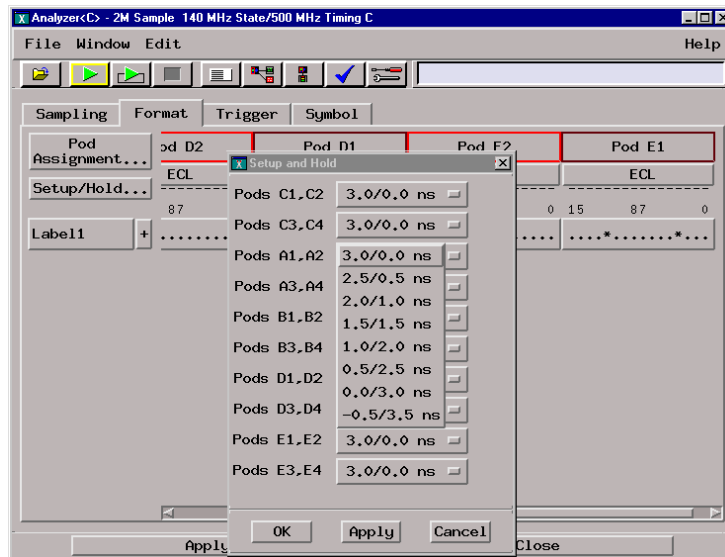 Analyzer<C> - 2M Sample 140 MHz State/500 MHz Timing C
File Window Edit Help
Sampling Format Trigger Symbol
Pod Assignment...
od D2 Pod D1 Pod E2 Pod E1
Setup and Hold
ECL ECL
Setup/Hold...
87 0 15 87 0
Label1 + ........ ..... ....*.......*...
Pods C1,C2 3.0/0.0 ns
Pods C3,C4 3.0/0.0 ns
Pods A1,A2 3.0/0.0 ns
2.5/0.5 ns
Pods A3,A4
2.0/1.0 ns
Pods B1,B2 1.5/1.5 ns
Pods B3,B4 1.0/2.0 ns
0.5/2.5 ns
Pods D1,D2
0.0/3.0 ns
Pods D3,D4 -0.5/3.5 ns
Pods E1,E2 3.0/0.0 ns
Pods E3,E4 3.0/0.0 ns
OK Apply Cancel
Apply Close